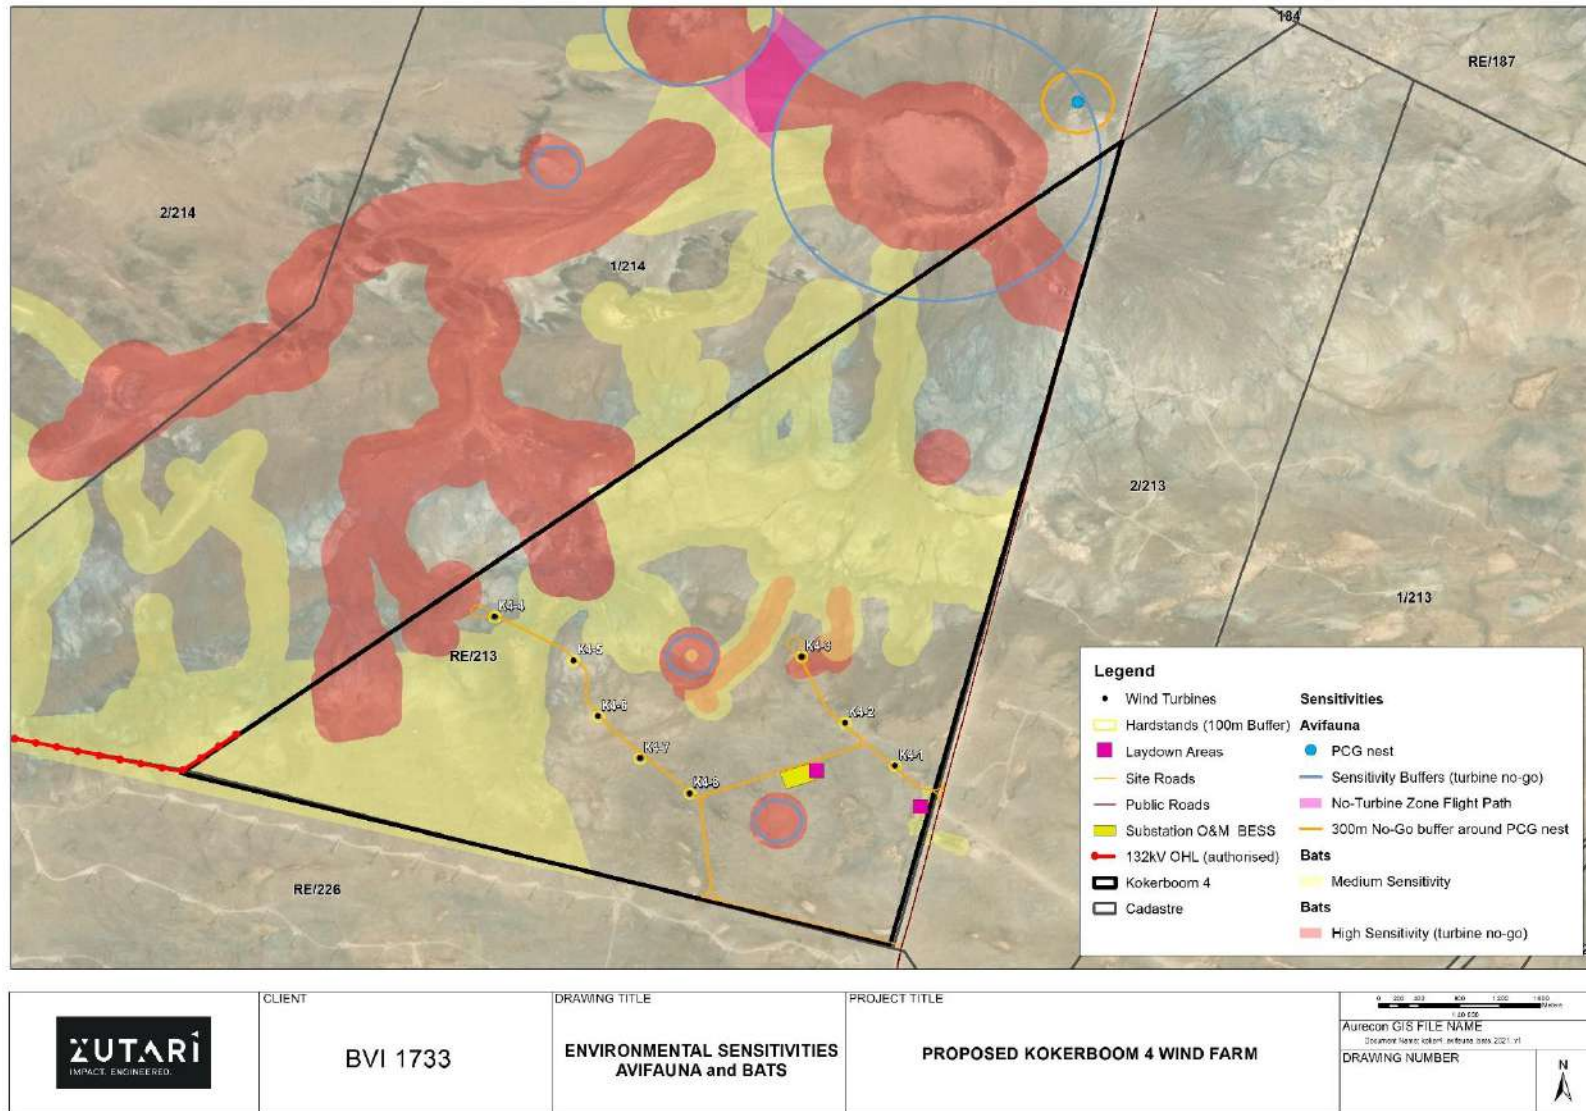 184
RE/187
2/214
1/214
2/213
1/213
K4-4
RE/213
K4-5
K4-3
K4-6
K4-2
K4-7
K4-1
RE/226
Legend
Wind Turbines
Hardstands (100m Buffer)
Laydown Areas
Site Roads
Public Roads
Substation O&M BESS
132kV OHL (authorised)
Kokerboom 4
Cadastre
Sensitivities
Avifauna
PCG nest
Sensitivity Buffers (turbine no-go)
No-Turbine Zone Flight Path
300m No-Go buffer around PCG nest
Bats
Medium Sensitivity
Bats
High Sensitivity (turbine no-go)
ZUTARI
IMPACT. ENGINEERED.
CLIENT
BVI 1733
DRAWING TITLE
ENVIRONMENTAL SENSITIVITIES
AVIFAUNA and BATS
PROJECT TITLE
PROPOSED KOKERBOOM 4 WIND FARM
Aurecon GIS FILE NAME
DRAWING NUMBER
N